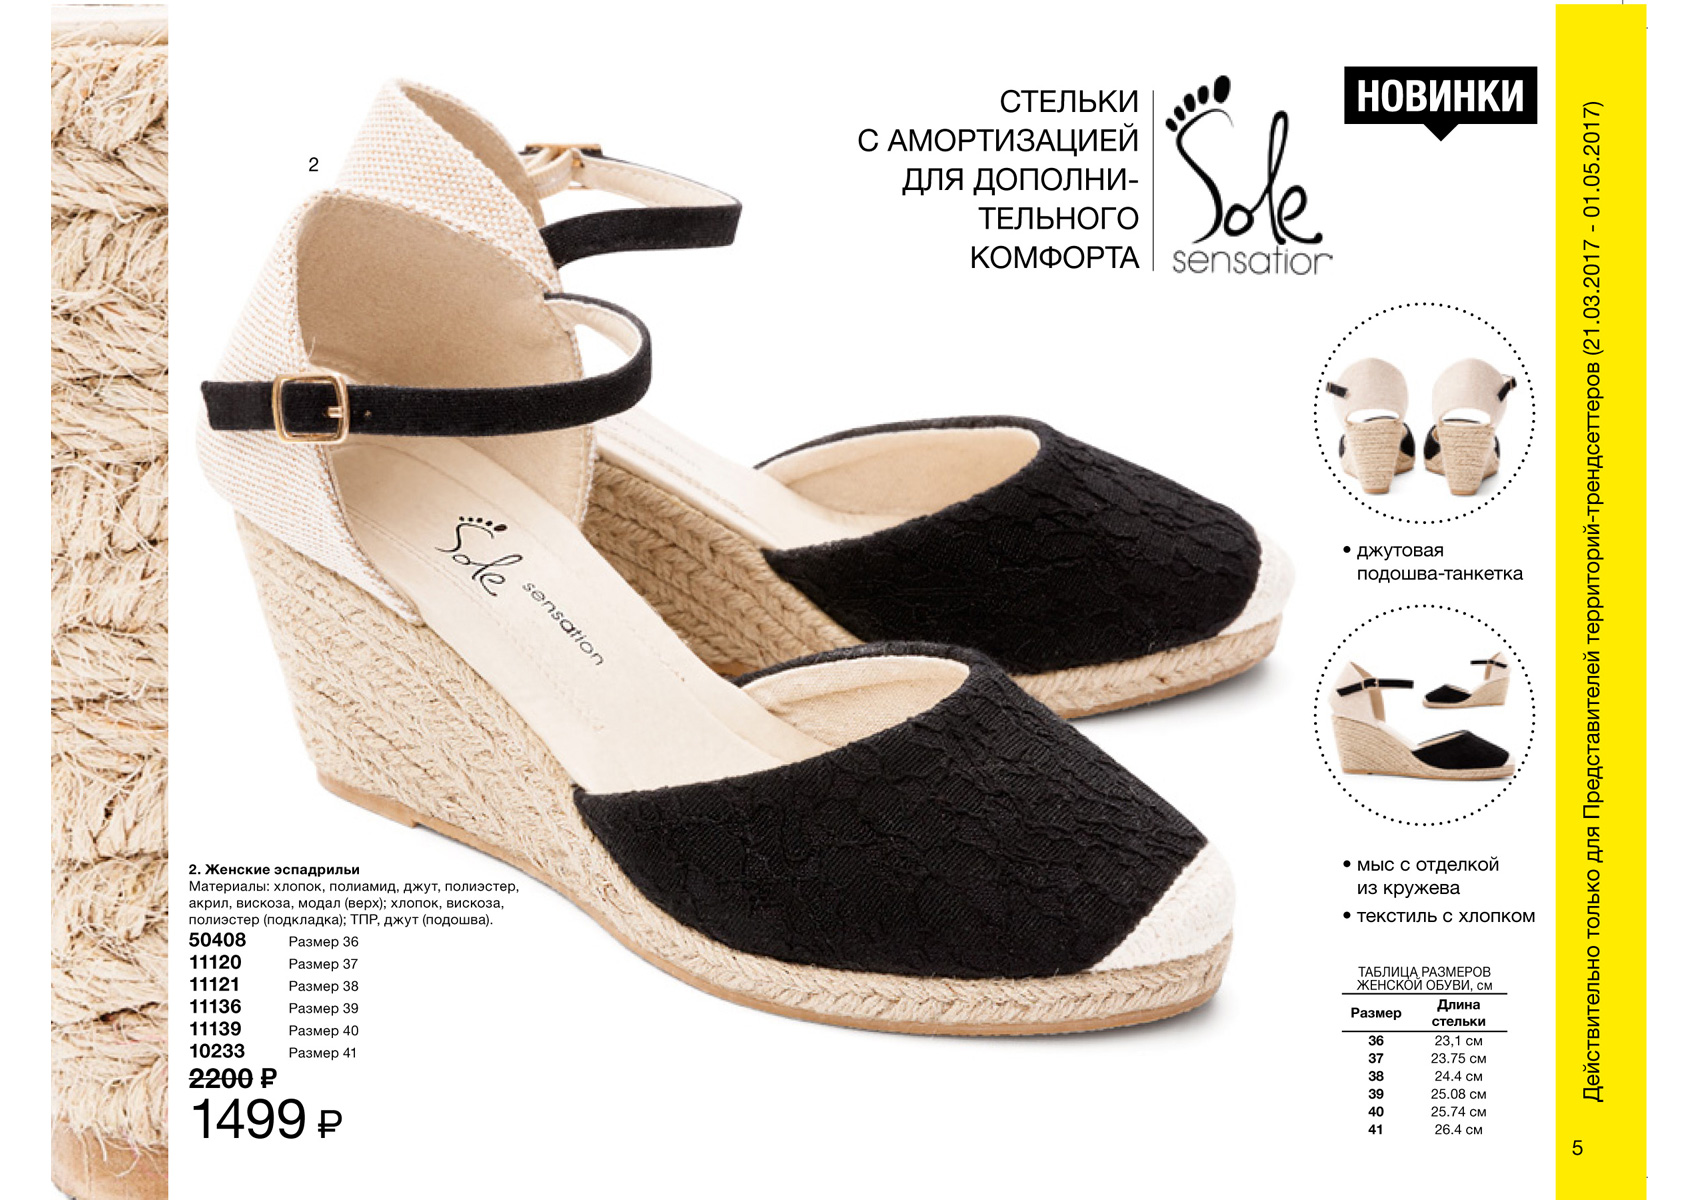 2
СТЕЛЬКИ
С АМОРТИЗАЦИЕЙ
ДЛЯ ДОПОЛНИ-
ТЕЛЬНОГО
КОМФОРТА
Sole
sensation
НОВИНКИ
Sole
sensation
• джутовая
подошва-танкетка
• мыс с отделкой
из кружева
• текстиль с хлопком
2. Женские эспадрильи
Материалы: хлопок, полиамид, джут, полиэстер,
акрил, вискоза, модал (верх); хлопок, вискоза,
полиэстер (подкладка); ТПР, джут (подошва).
50408 Размер 36
11120 Размер 37
11121 Размер 38
11136 Размер 39
11139 Размер 40
10233 Размер 41
2200 ₽
1499 ₽
ТАБЛИЦА РАЗМЕРОВ
ЖЕНСКОЙ ОБУВИ, см
Размер Длина стельки
36 23,1 см
37 23.75 см
38 24.4 см
39 25.08 см
40 25.74 см
41 26.4 см
Действительно только для Представителей территорий-трендсеттеров (21.03.2017 - 01.05.2017)
5